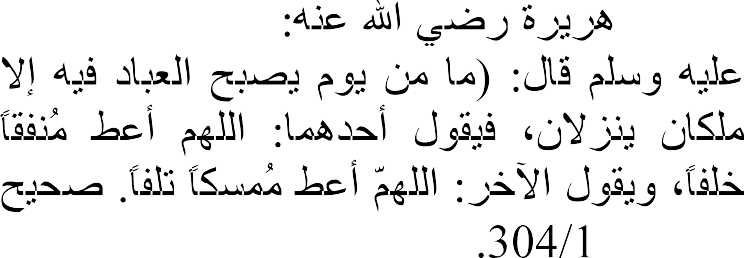 هريرة رضي الله عنه:
عليه وسلم قال: (ما من يوم يصبح العباد فيه إلا
ملكان ينزلان، فيقول أحدهما: اللهم أعط مُنفقاً
خلفاً، ويقول الآخر: اللهمّ أعط مُمسكاً تلفاً. صحيح
304/1.